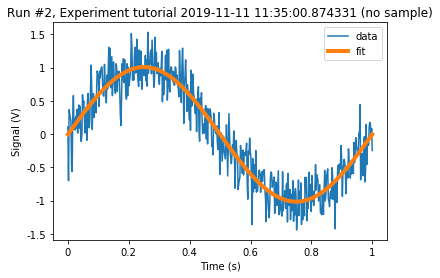 Run #2, Experiment tutorial 2019-11-11 11:35:00.874331 (no sample)
data
fit
1.5
1
0.5
0
-0.5
-1
-1.5
Signal (V)
0
0.2
0.4
0.6
0.8
1
Time (s)